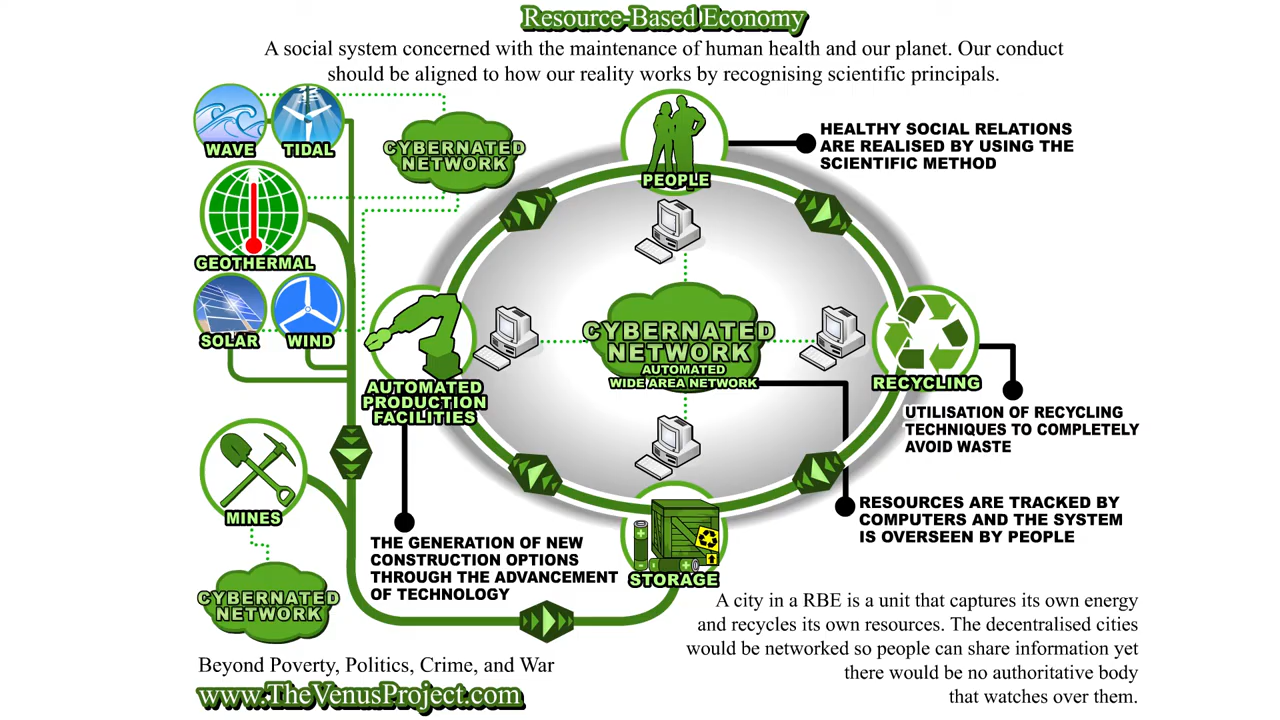 Resource-Based Economy
A social system concerned with the maintenance of human health and our planet. Our conduct
should be aligned to how our reality works by recognising scientific principals.
WAVE
TIDAL
CYBERNATED
NETWORK
PEOPLE
HEALTHY SOCIAL RELATIONS
ARE REALISED BY USING THE
SCIENTIFIC METHOD
GEOTHERMAL
SOLAR
WIND
CYBERNATED
NETWORK
AUTOMATED
WIDE AREA NETWORK
AUTOMATED
PRODUCTION
FACILITIES
RECYCLING
UTILISATION OF RECYCLING
TECHNIQUES TO COMPLETELY
AVOID WASTE
MINES
RESOURCES ARE TRACKED BY
COMPUTERS AND THE SYSTEM
IS OVERSEEN BY PEOPLE
THE GENERATION OF NEW
CONSTRUCTION OPTIONS
THROUGH THE ADVANCEMENT
OF TECHNOLOGY
STORAGE
CYBERNATED
NETWORK
A city in a RBE is a unit that captures its own energy
and recycles its own resources. The decentralised cities
would be networked so people can share information yet
there would be no authoritative body
that watches over them.
Beyond Poverty, Politics, Crime, and War
www.TheVenusProject.com